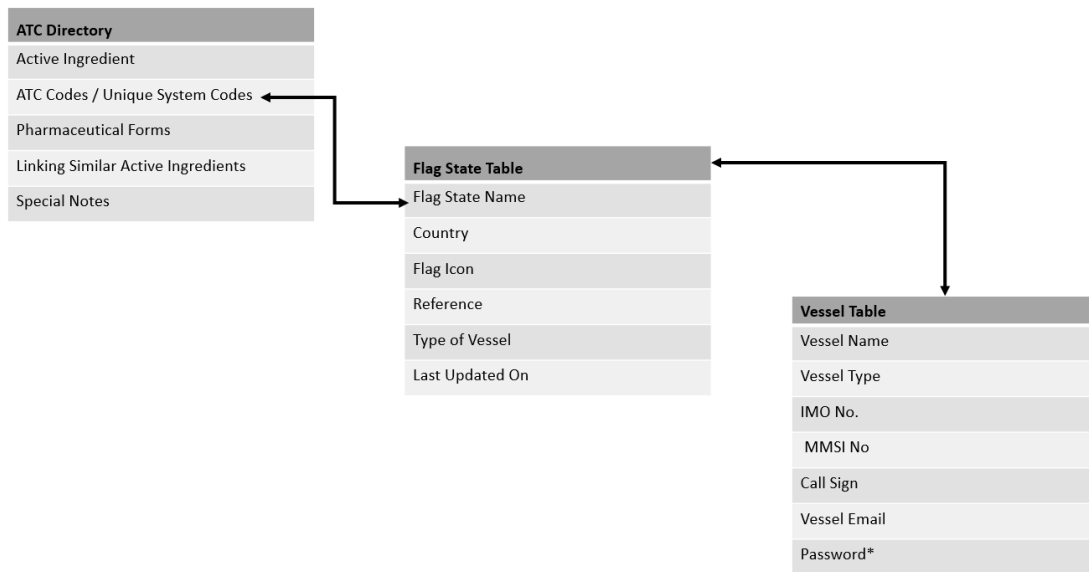 ATC Directory
Active Ingredient
ATC Codes / Unique System Codes
Pharmaceutical Forms
Linking Similar Active Ingredients
Special Notes
Flag State Table
Flag State Name
Country
Flag Icon
Reference
Type of Vessel
Last Updated On
Vessel Table
Vessel Name
Vessel Type
IMO No.
MMSI No
Call Sign
Vessel Email
Password*